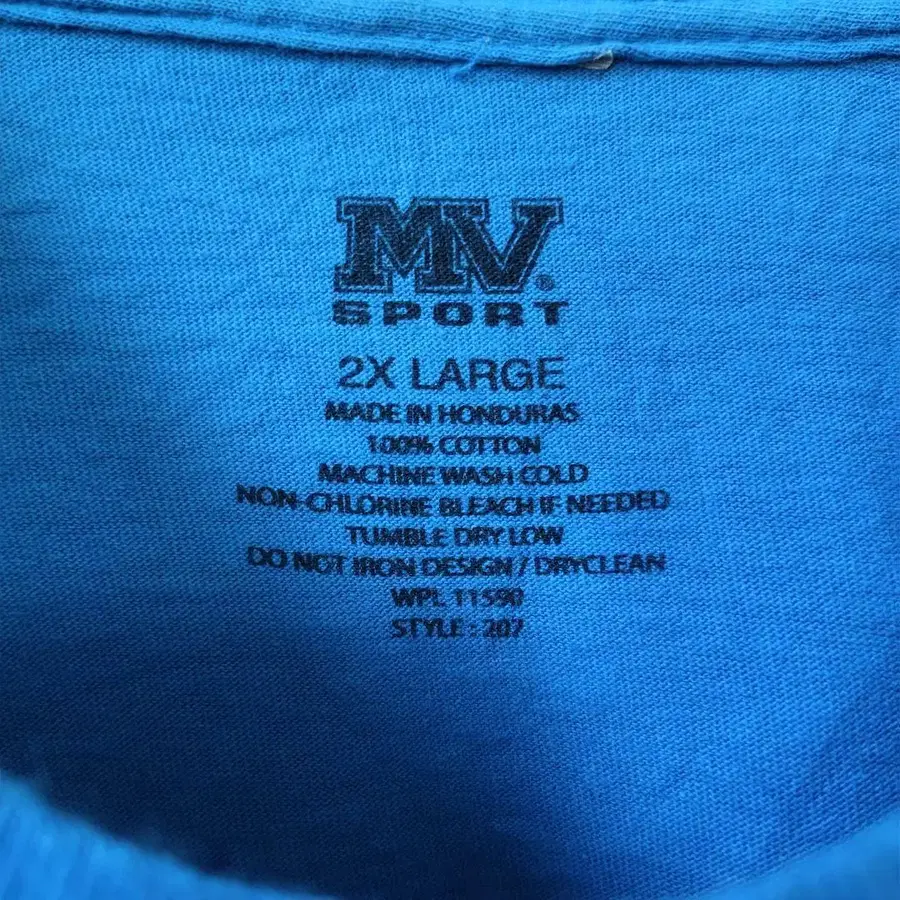 MV®
SPORT
2X LARGE
MADE IN HONDURAS
100% COTTON
MACHINE WASH COLD
NON-CHLORINE BLEACH IF NEEDED
TUMBLE DRY LOW
DO NOT IRON DESIGN / DRYCLEAN
WPL 11590
STYLE : 207